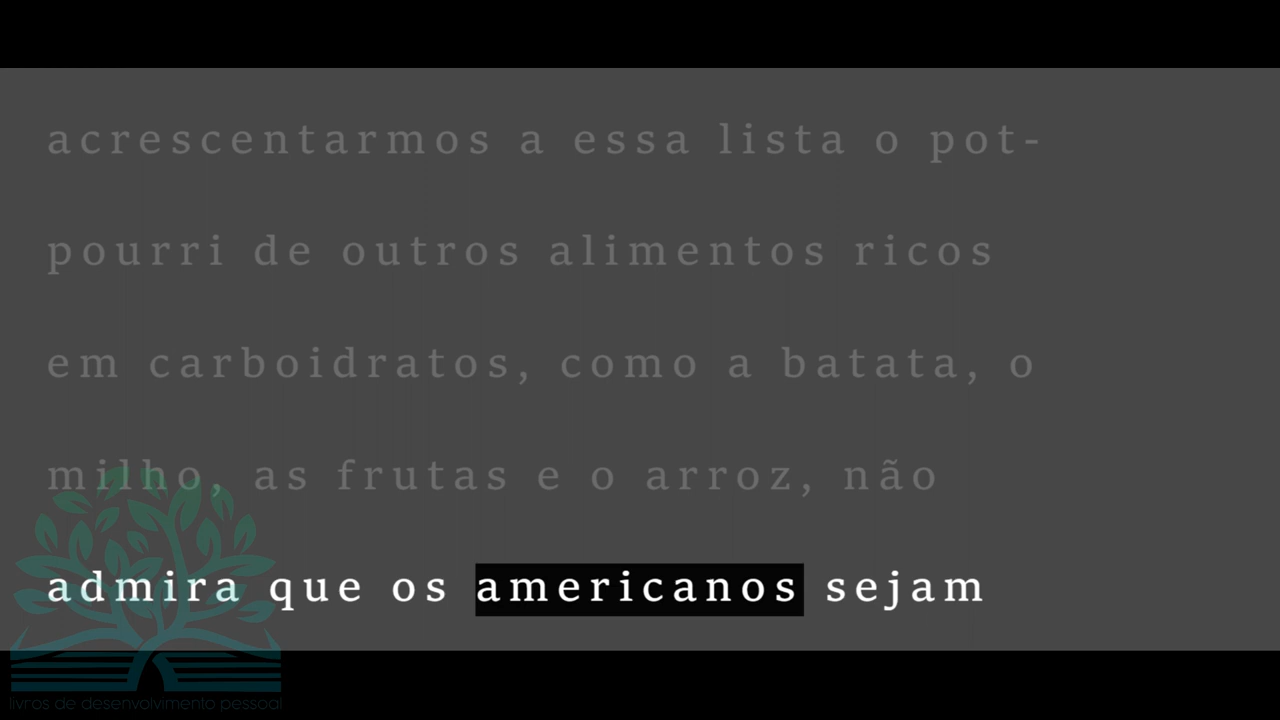 acrescentarmos a essa lista o pot-
pourri de outros alimentos ricos
em carboidratos, como a batata, o
milho, as frutas e o arroz, não
admira que os americanos sejam
livros de desenvolvimento pessoal